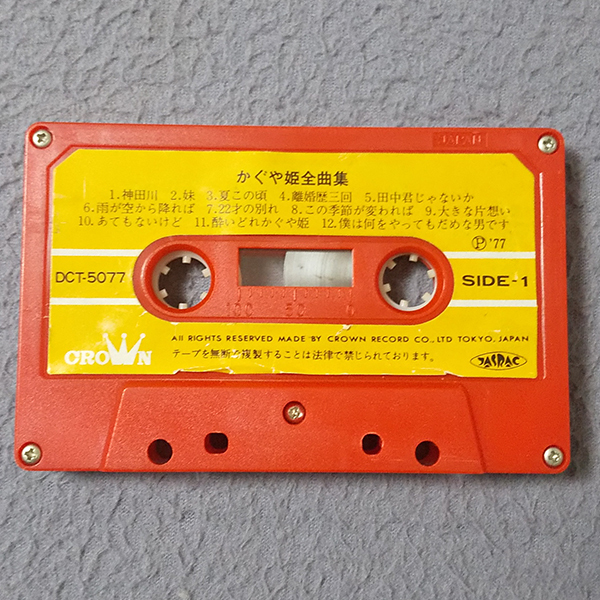 JAPAN
かぐや姫全曲集
1.神田川 2.妹 3.夏この頃 4.離婚歴三回 5.田中君じゃないか
6.雨が空から降れば 7.22才の別れ 8.この季節が変われば 9.大きな片想い
10.あてもないけど 11.酔いどれかぐや姫 12.僕は何をやってもだめな男です
Ⓟ'77
DCT-5077
SIDE-1
100 50 0
CROWN
All RIGHTS RESERVED MADE BY CROWN RECORD CO., LTD TOKYO, JAPAN
テープを無断で複製することは法律で禁じられております。
JASRAC